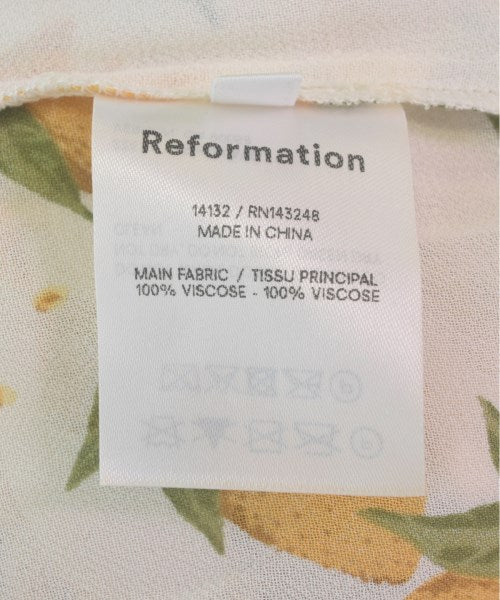 Reformation
14132 / RN143248
MADE IN CHINA
MAIN FABRIC / TISSU PRINCIPAL
100% VISCOSE - 100% VISCOSE